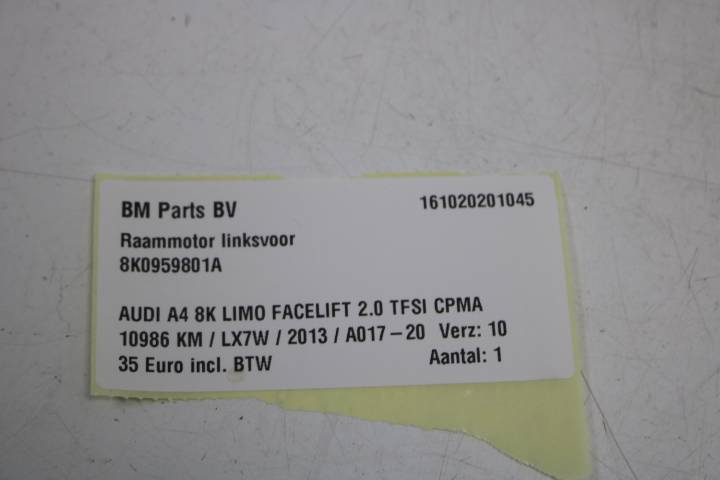 BM Parts BV 161020201045
Raammotor linksvoor
8K0959801A
AUDI A4 8K LIMO FACELIFT 2.0 TFSI CPMA
10986 KM / LX7W / 2013 / A017-20 Verz: 10
35 Euro incl. BTW Aantal: 1